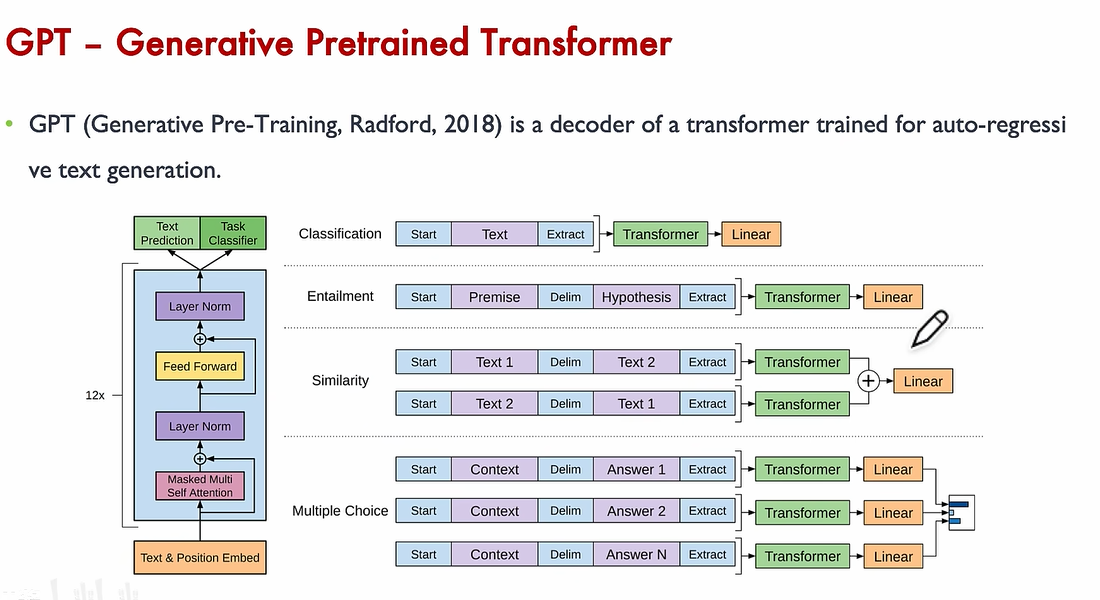 GPT – Generative Pretrained Transformer
• GPT (Generative Pre-Training, Radford, 2018) is a decoder of a transformer trained for auto-regressi
ve text generation.
Text
Prediction
Task
Classifier
Layer Norm
Feed Forward
12x
Layer Norm
Masked Multi
Self Attention
Text & Position Embed
Classification Start Text Extract Transformer Linear
Entailment Start Premise Delim Hypothesis Extract Transformer Linear
Similarity
Start Text 1 Delim Text 2 Extract Transformer
Linear
Start Text 2 Delim Text 1 Extract Transformer
Multiple Choice
Start Context Delim Answer 1 Extract Transformer Linear
Start Context Delim Answer 2 Extract Transformer Linear
Start Context Delim Answer N Extract Transformer Linear